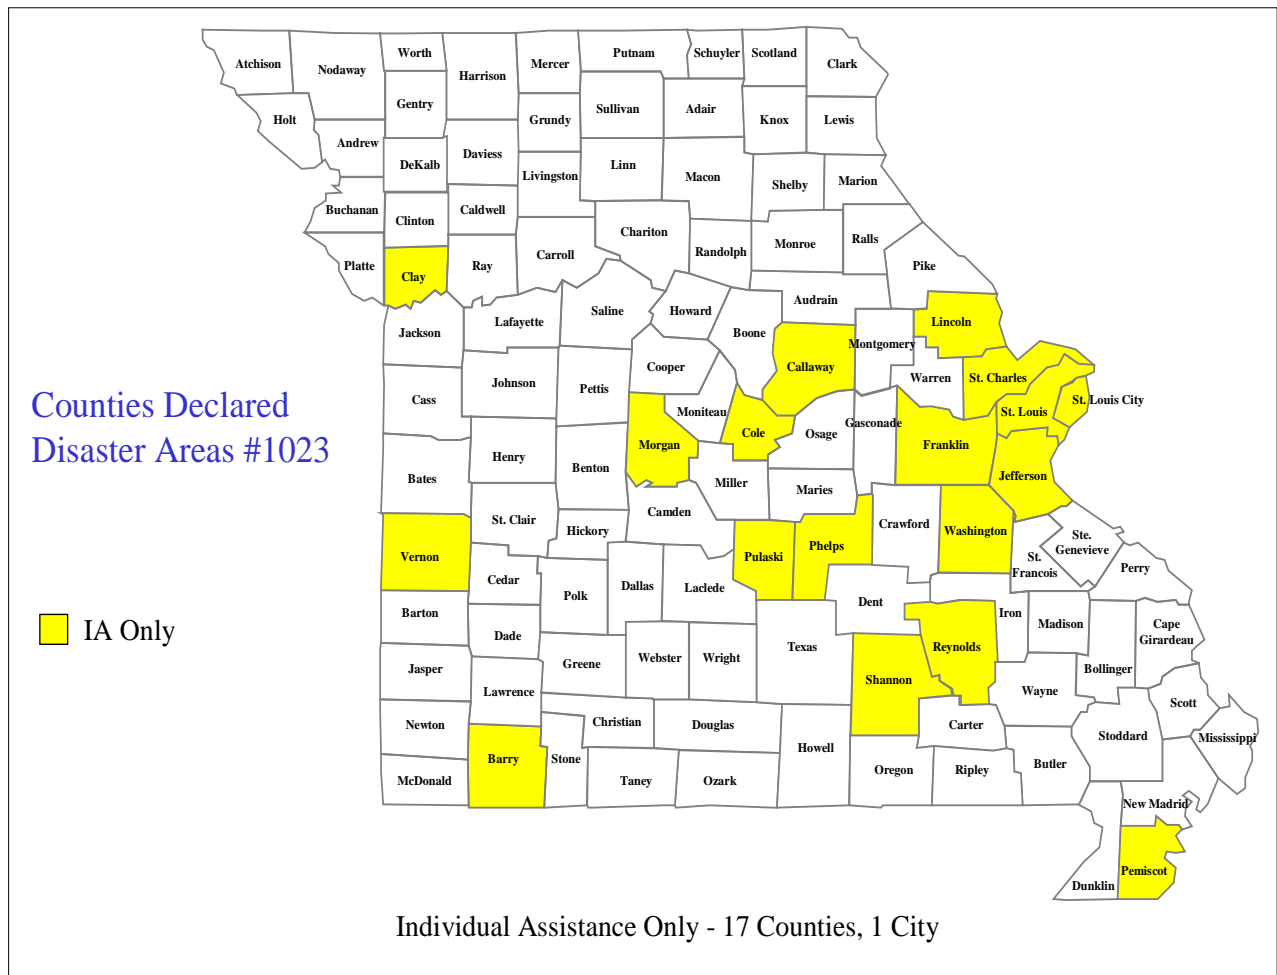 Atchison
Nodaway
Worth
Harrison
Mercer
Putnam
Schuyler
Scotland
Clark
Holt
Gentry
Grundy
Sullivan
Adair
Knox
Lewis
Andrew
DeKalb
Daviess
Livingston
Linn
Macon
Shelby
Marion
Buchanan
Clinton
Caldwell
Chariton
Randolph
Monroe
Ralls
Platte
Clay
Ray
Carroll
Pike
Saline
Howard
Audrain
Jackson
Lafayette
Boone
Lincoln
Montgomery
Callaway
Cooper
Warren
St. Charles
Cass
Johnson
Pettis
Moniteau
St. Louis
St. Louis City
Counties Declared
Disaster Areas #1023
Morgan
Cole
Osage
Gasconade
Franklin
Jefferson
Bates
Henry
Benton
Miller
Maries
St. Clair
Hickory
Camden
Crawford
Washington
Vernon
Pulaski
Phelps
St.
Francois
Ste.
Genevieve
Perry
Cedar
Polk
Dallas
Laclede
Dent
Barton
Iron
Madison
Cape
Girardeau
IA Only
Dade
Greene
Webster
Wright
Texas
Reynolds
Bollinger
Jasper
Lawrence
Shannon
Wayne
Scott
Newton
Christian
Douglas
Howell
Carter
Stoddard
Mississippi
McDonald
Barry
Stone
Taney
Ozark
Oregon
Ripley
Butler
New Madrid
Pemiscot
Dunklin
Individual Assistance Only - 17 Counties, 1 City